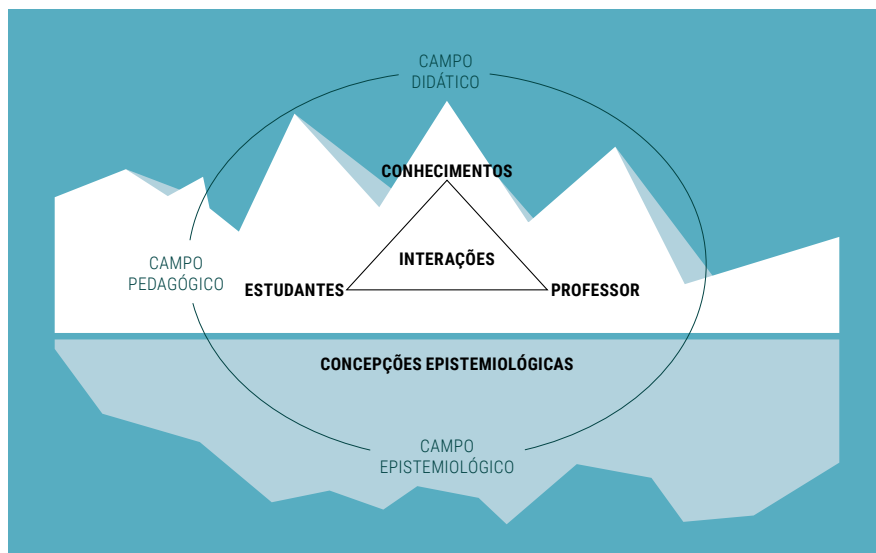 CAMPO
DIDÁTICO
CONHECIMENTOS
INTERAÇÕES
CAMPO
PEDAGÓGICO
ESTUDANTES
PROFESSOR
CONCEPÇÕES EPISTEMIOLÓGICAS
CAMPO
EPISTEMIOLÓGICO